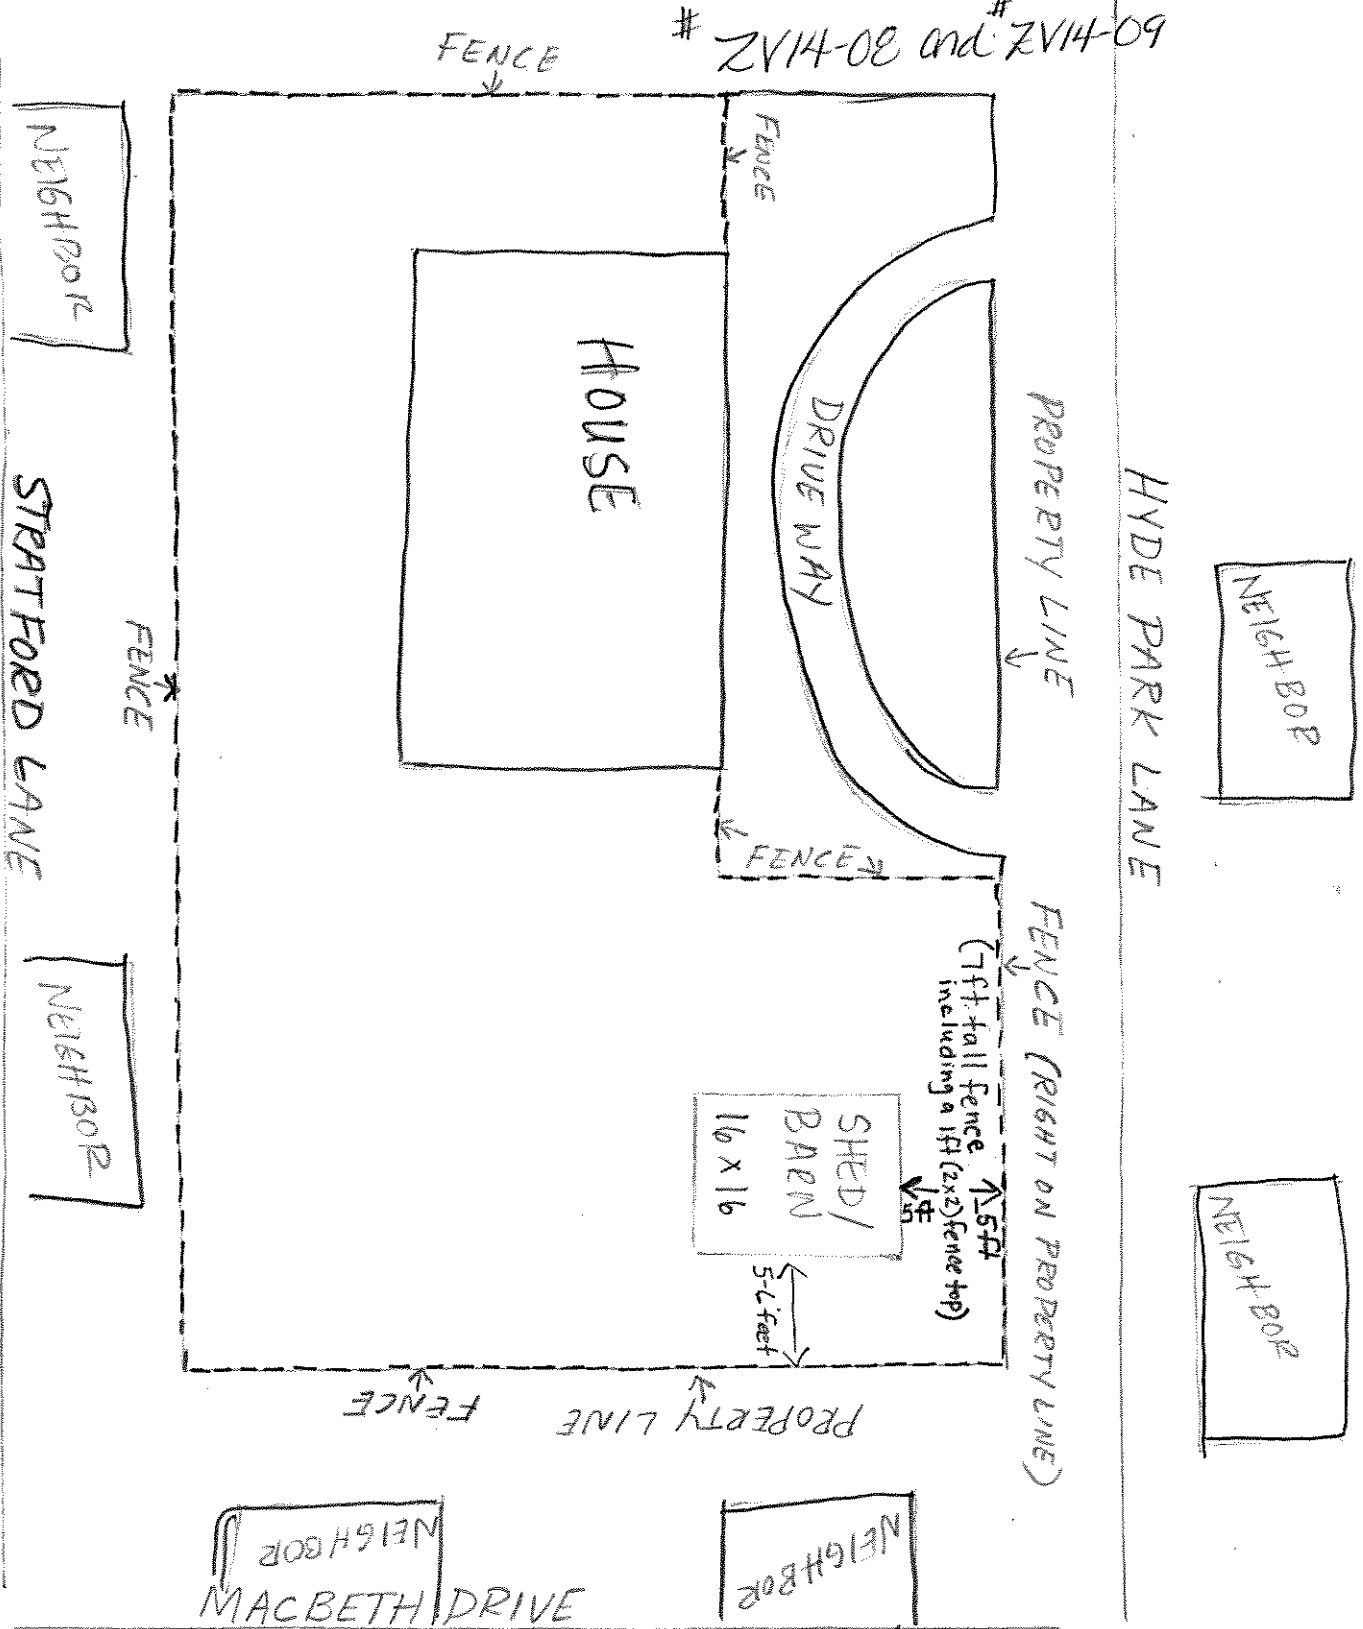 # ZV14-08 and # ZV14-09
FENCE
FENCE
NEIGHBOR
HOUSE
DRIVEWAY
PROPERTY LINE
HYDE PARK LANE
NEIGHBOR
STRATFORD LANE
FENCE
FENCE
FENCE (RIGHT ON PROPERTY LINE)
(7ft. tall fence
including a 1ft (2x2) fence top)
NEIGHBOR
SHED/
BARN
16 x 16
5ft
5ft
5-6 feet
NEIGHBOR
FENCE
PROPERTY LINE
NEIGHBOR
NEIGHBOR
MACBETH DRIVE